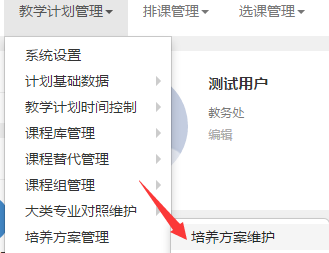 教学计划管理 排课管理 选课管理
系统设置
计划基础数据
教学计划时间控制
课程库管理
课程替代管理
课程组管理
大类专业对照维护
培养方案管理
培养方案维护
测试用户
教务处
编辑